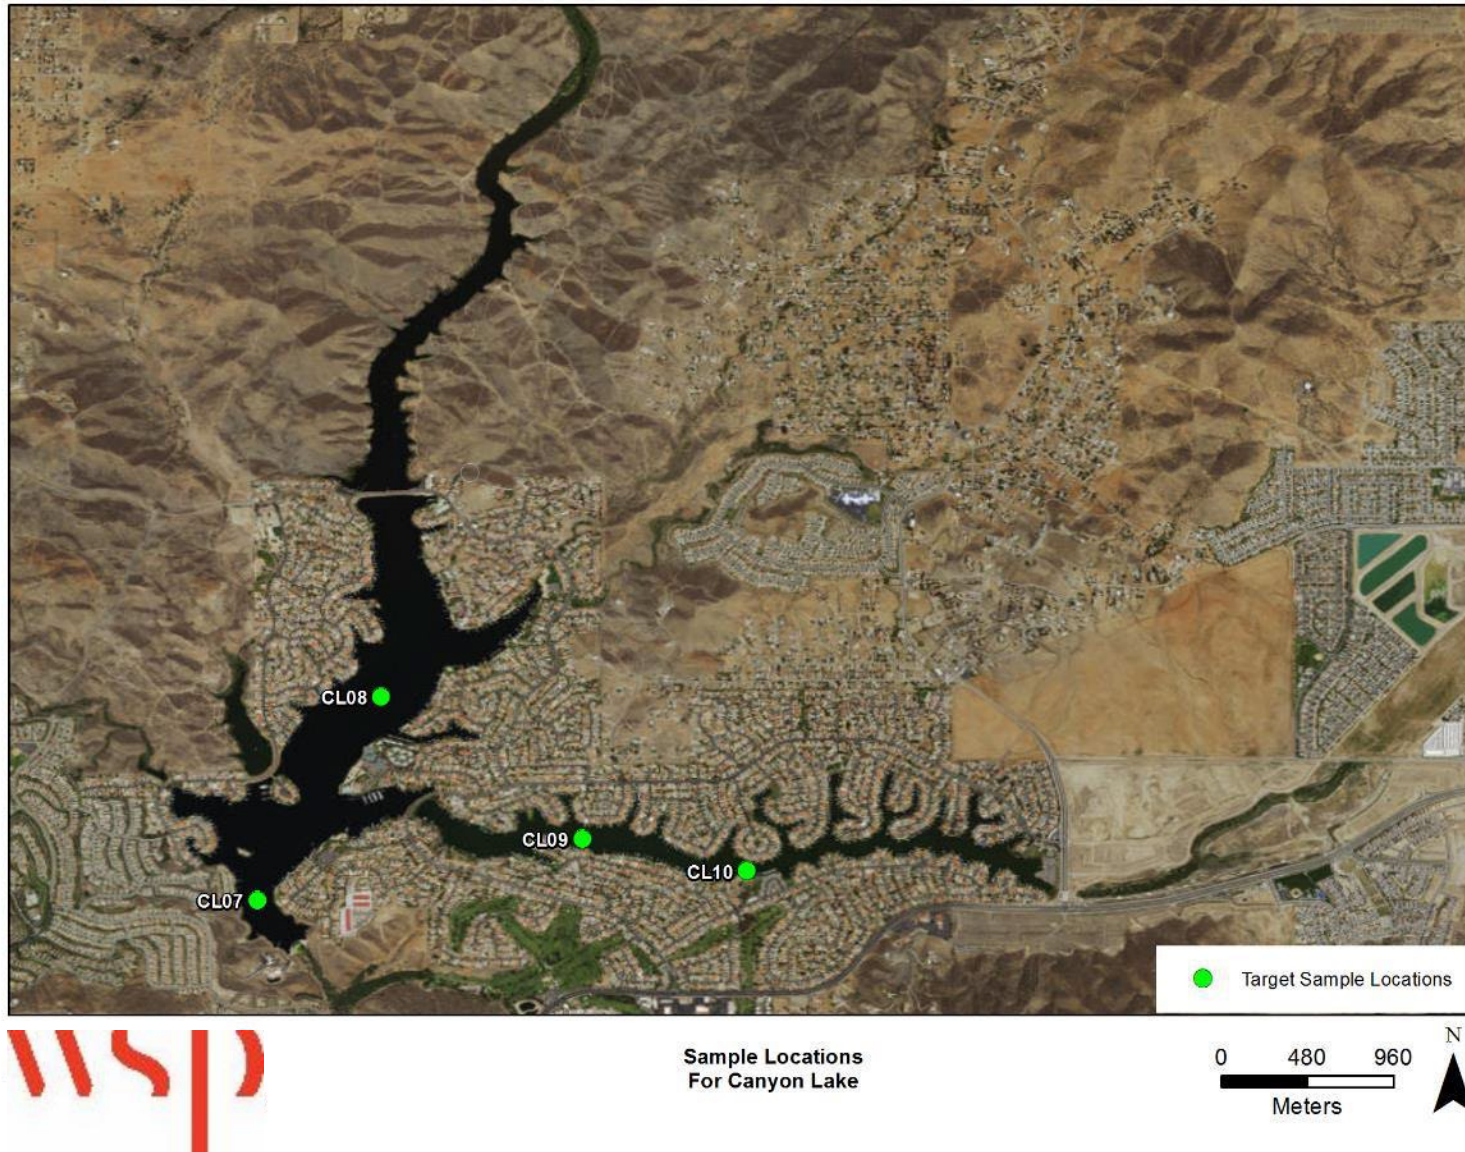 CL08
CL09
CL10
CL07
Target Sample Locations
wsp
Sample Locations
For Canyon Lake
0 480 960
Meters
N